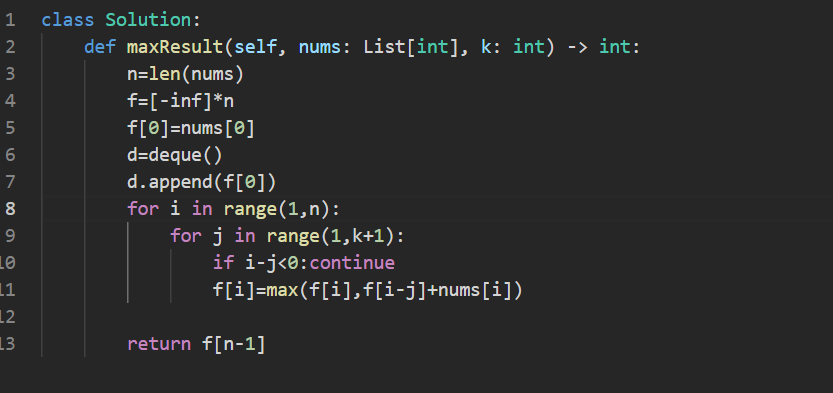 1 class Solution:
2     def maxResult(self, nums: List[int], k: int) -> int:
3         n=len(nums)
4         f=[-inf]*n
5         f[0]=nums[0]
6         d=deque()
7         d.append(f[0])
8         for i in range(1,n):
9             for j in range(1,k+1):
10                 if i-j<0:continue
11                 f[i]=max(f[i],f[i-j]+nums[i])
12
13         return f[n-1]